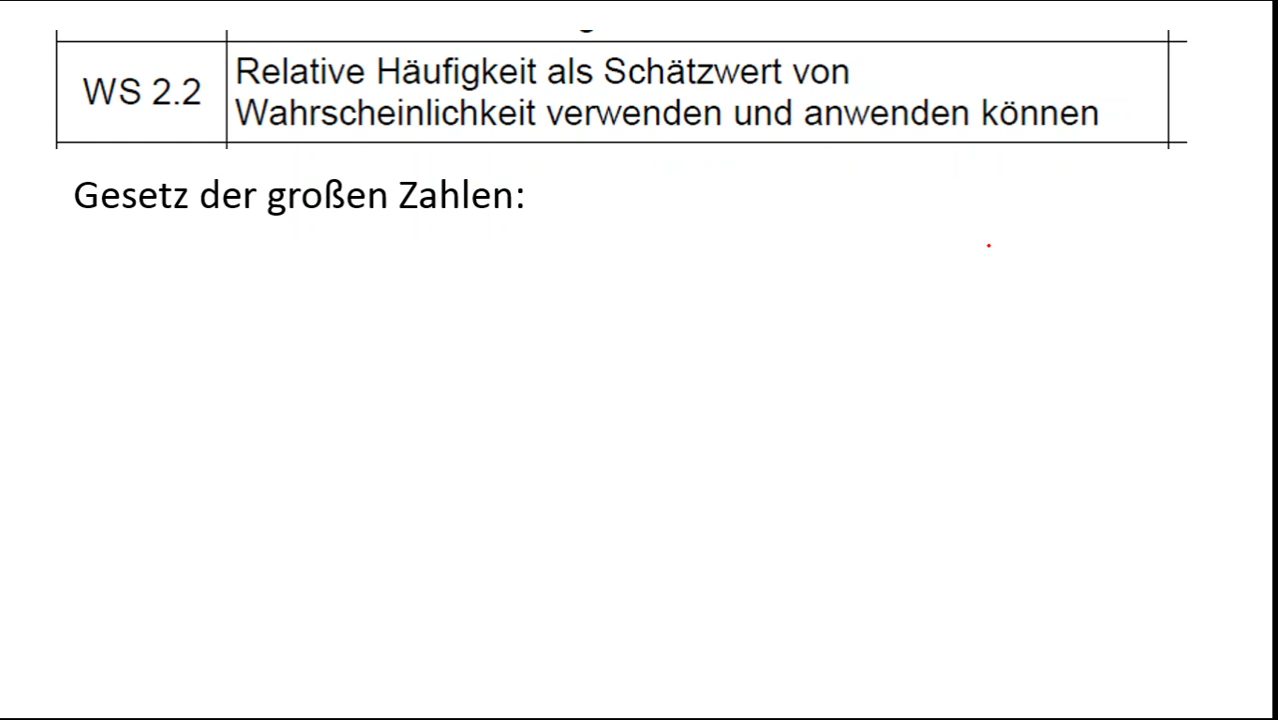 WS 2.2
Relative Häufigkeit als Schätzwert von
Wahrscheinlichkeit verwenden und anwenden können
Gesetz der großen Zahlen: